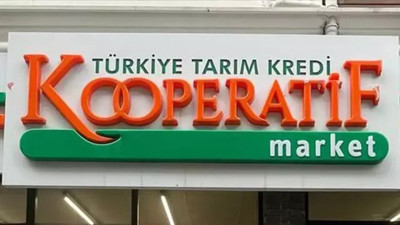 TÜRKİYE TARIM KREDİ
KOOPERATİF
market